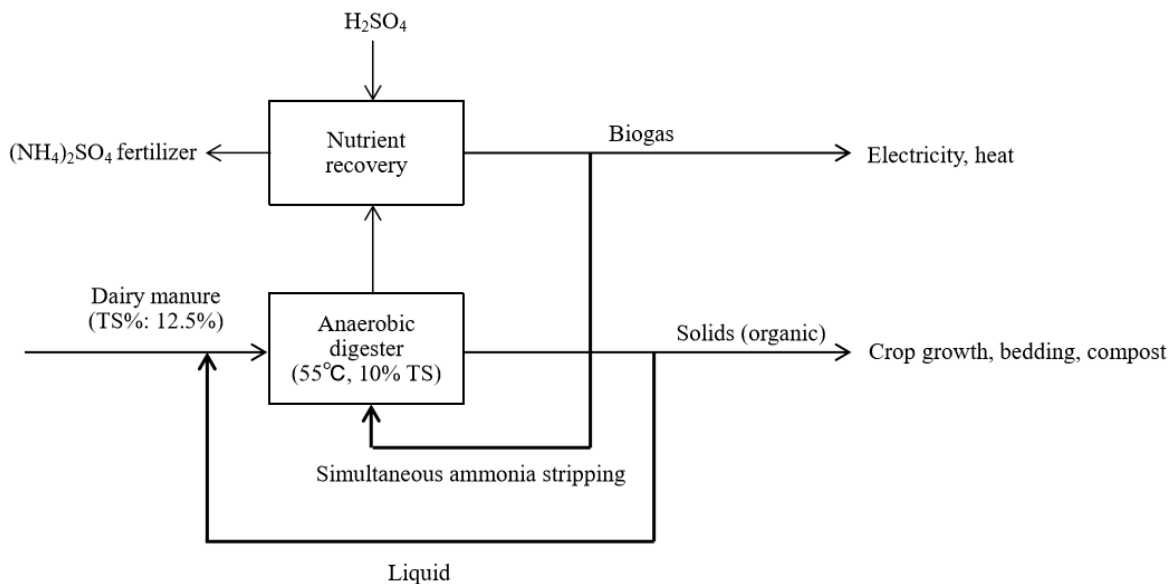 H₂SO₄
(NH₄)₂SO₄ fertilizer
Nutrient
recovery
Biogas
Electricity, heat
Dairy manure
(TS%: 12.5%)
Anaerobic
digester
(55℃, 10% TS)
Solids (organic)
Crop growth, bedding, compost
Simultaneous ammonia stripping
Liquid